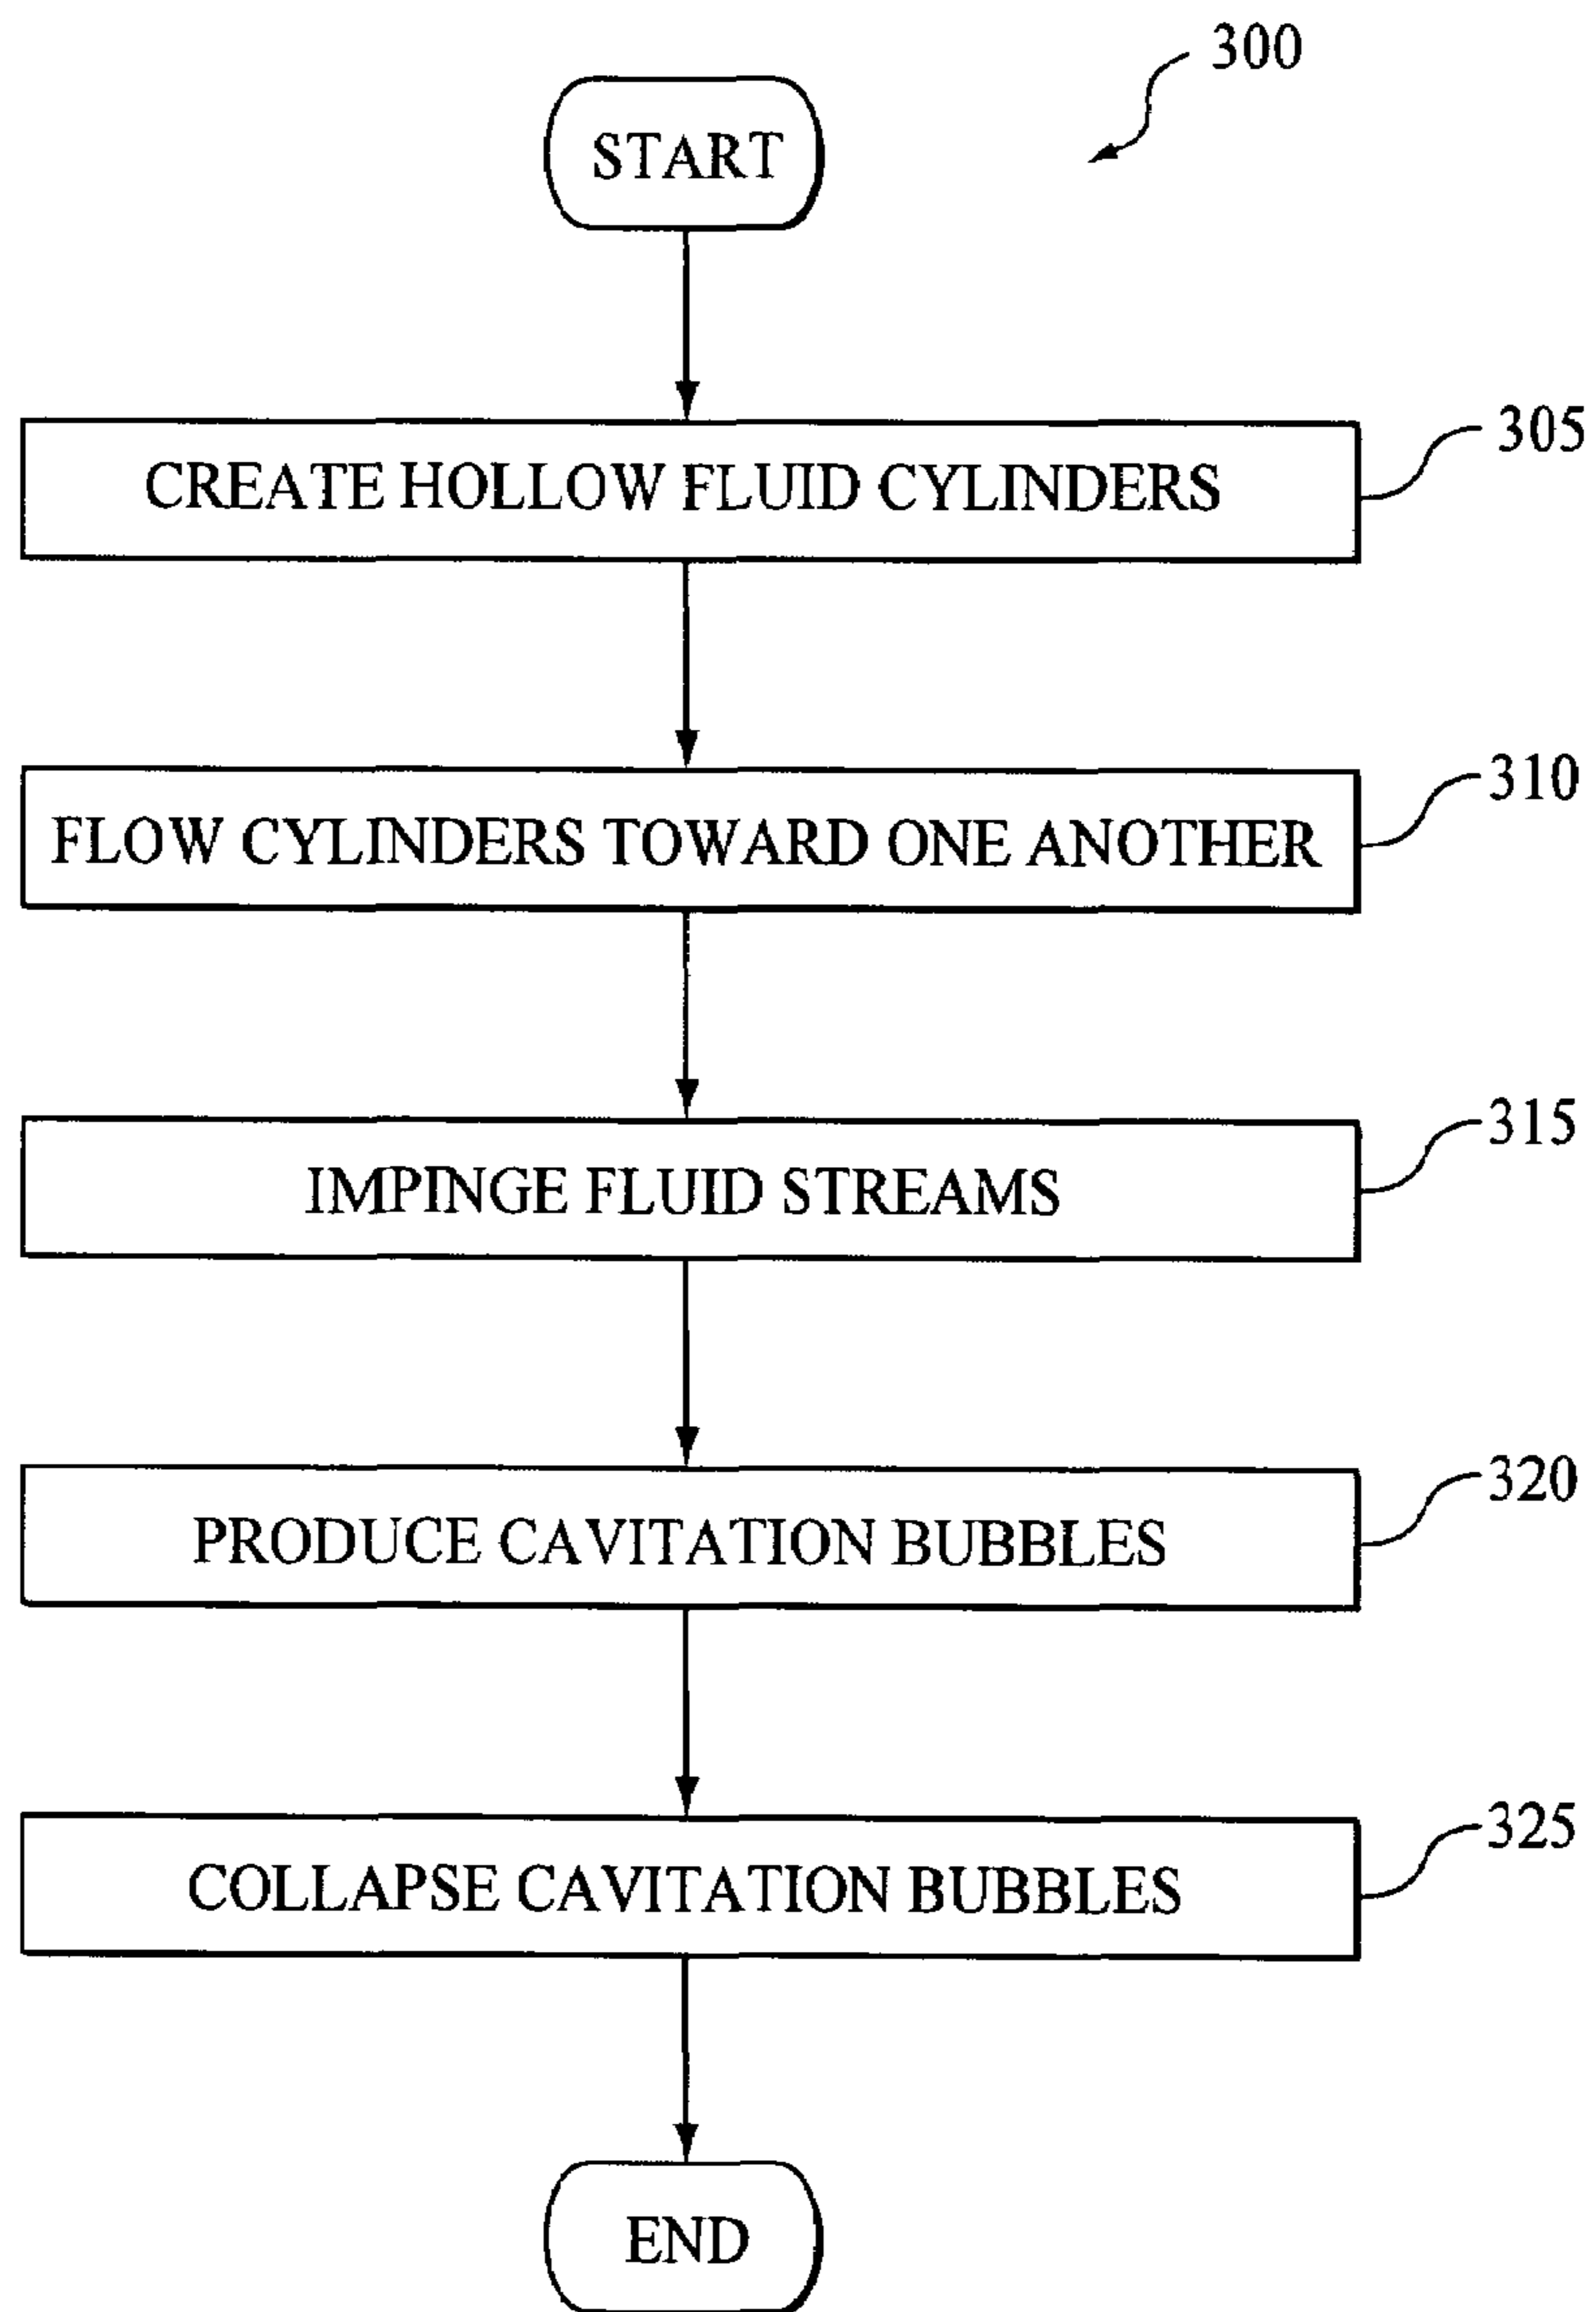 300
START
CREATE HOLLOW FLUID CYLINDERS
305
FLOW CYLINDERS TOWARD ONE ANOTHER
310
IMPINGE FLUID STREAMS
315
PRODUCE CAVITATION BUBBLES
320
COLLAPSE CAVITATION BUBBLES
325
END